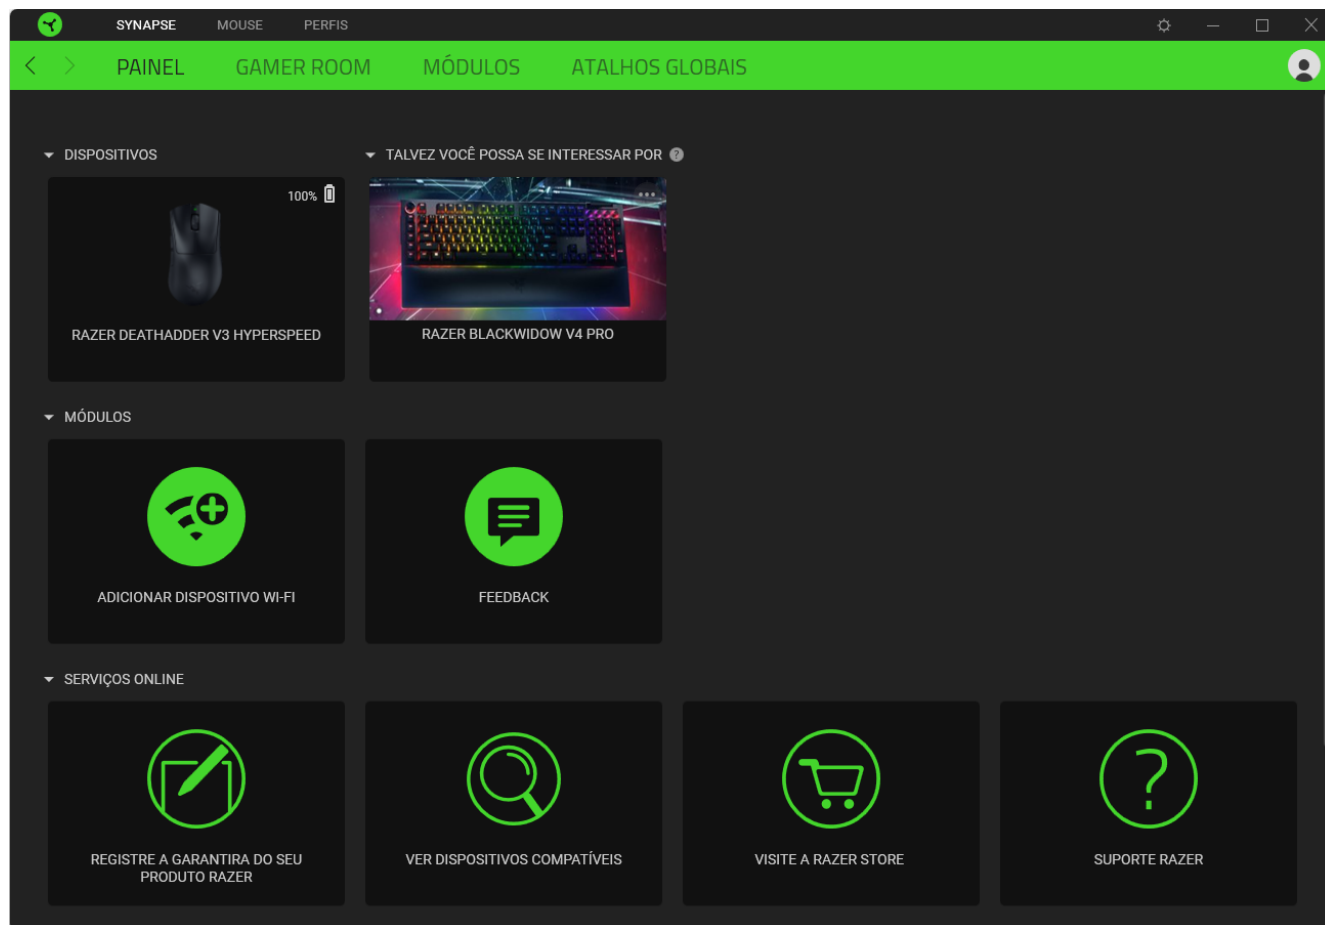 SYNAPSE MOUSE PERFIS
PAINEL GAMER ROOM MÓDULOS ATALHOS GLOBAIS
DISPOSITIVOS
TALVEZ VOCÊ POSSA SE INTERESSAR POR ?
100%
RAZER DEATHADDER V3 HYPERSPEED
RAZER BLACKWIDOW V4 PRO
MÓDULOS
ADICIONAR DISPOSITIVO WI-FI
FEEDBACK
SERVIÇOS ONLINE
REGISTRE A GARANTIRA DO SEU
PRODUTO RAZER
VER DISPOSITIVOS COMPATÍVEIS
VISITE A RAZER STORE
SUPORTE RAZER